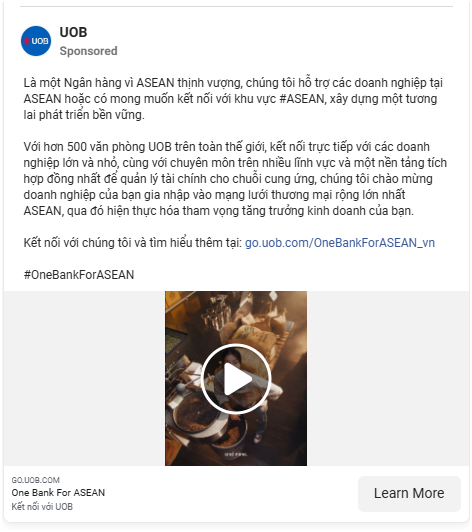 UOB
UOB
Sponsored
Là một Ngân hàng vì ASEAN thịnh vượng, chúng tôi hỗ trợ các doanh nghiệp tại
ASEAN hoặc có mong muốn kết nối với khu vực #ASEAN, xây dựng một tương
lai phát triển bền vững.
Với hơn 500 văn phòng UOB trên toàn thế giới, kết nối trực tiếp với các doanh
nghiệp lớn và nhỏ, cùng với chuyên môn trên nhiều lĩnh vực và một nền tảng tích
hợp đồng nhất để quản lý tài chính cho chuỗi cung ứng, chúng tôi chào mừng
doanh nghiệp của bạn gia nhập vào mạng lưới thương mại rộng lớn nhất
ASEAN, qua đó hiện thực hóa tham vọng tăng trưởng kinh doanh của bạn.
Kết nối với chúng tôi và tìm hiểu thêm tại: go.uob.com/OneBankForASEAN_vn
#OneBankForASEAN
GO.UOB.COM
One Bank For ASEAN
Kết nối với UOB
Learn More